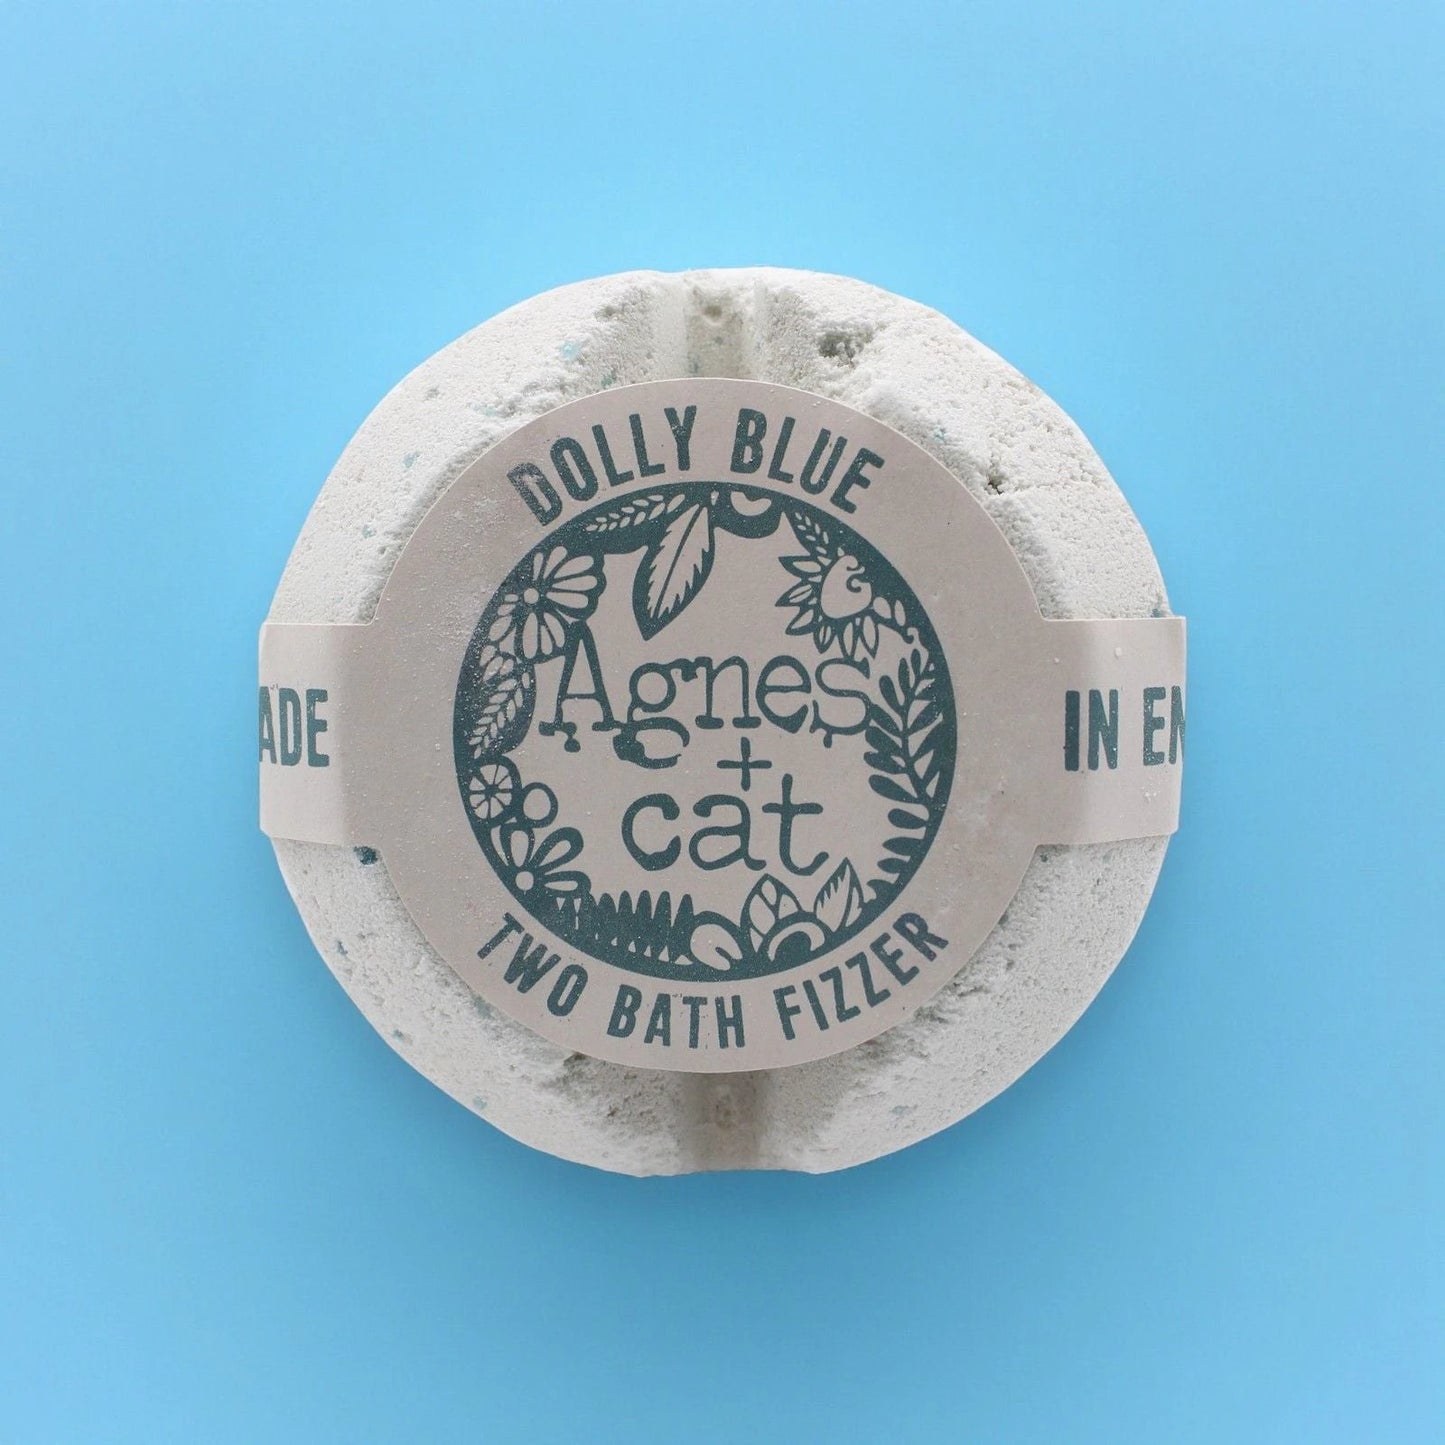 DOLLY BLUE
Agnes
+
cat
TWO BATH FIZZER
ADE
IN EN